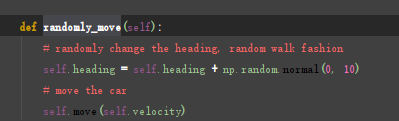 def randomly_move(self):
# randomly change the heading, random walk fashion
self.heading = self.heading + np.random.normal(0, 10)
# move the car
self.move(self.velocity)